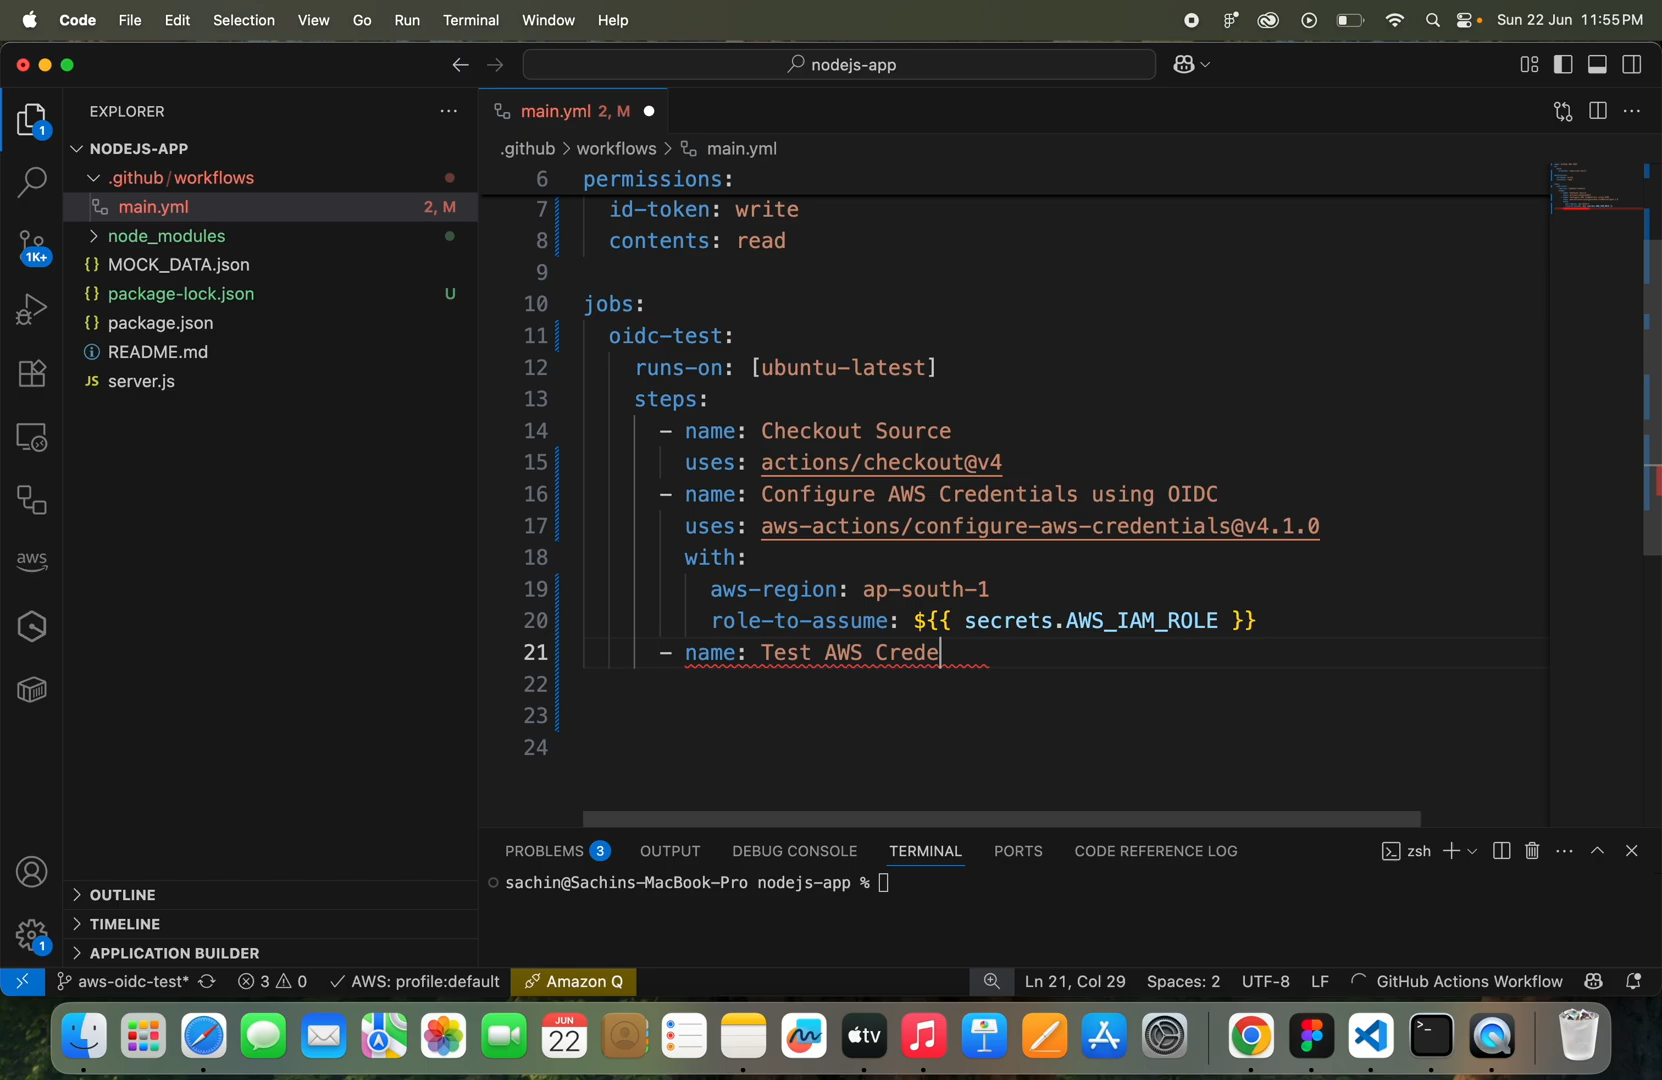 Code File Edit Selection View Go Run Terminal Window Help Sun 22 Jun 11:55 PM
nodejs-app
EXPLORER
main.yml 2, M
NODEJS-APP
.github > workflows > main.yml
.github / workflows
main.yml 2, M
node_modules
MOCK_DATA.json
package-lock.json U
package.json
README.md
JS server.js
1
1K+
aws
1
OUTLINE
TIMELINE
APPLICATION BUILDER
6 permissions:
7 id-token: write
8 contents: read
9
10 jobs:
11 oidc-test:
12 runs-on: [ubuntu-latest]
13 steps:
14 - name: Checkout Source
15 uses: actions/checkout@v4
16 - name: Configure AWS Credentials using OIDC
17 uses: aws-actions/configure-aws-credentials@v4.1.0
18 with:
19 aws-region: ap-south-1
20 role-to-assume: ${{ secrets.AWS_IAM_ROLE }}
21 - name: Test AWS Crede
22
23
24
PROBLEMS 3 OUTPUT DEBUG CONSOLE TERMINAL PORTS CODE REFERENCE LOG zsh
sachin@Sachins-MacBook-Pro nodejs-app %
aws-oidc-test* 3 0 AWS: profile:default Amazon Q Ln 21, Col 29 Spaces: 2 UTF-8 LF GitHub Actions Workflow
JUN
22
tv